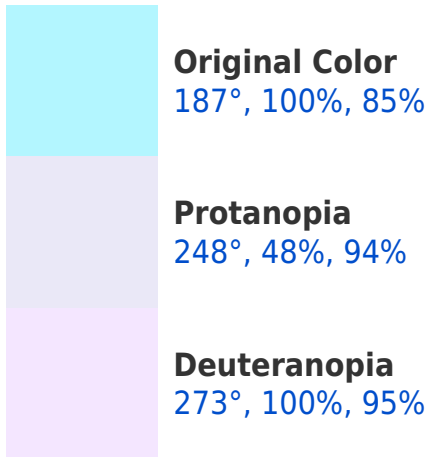 Original Color
187°, 100%, 85%
Protanopia
248°, 48%, 94%
Deuteranopia
273°, 100%, 95%